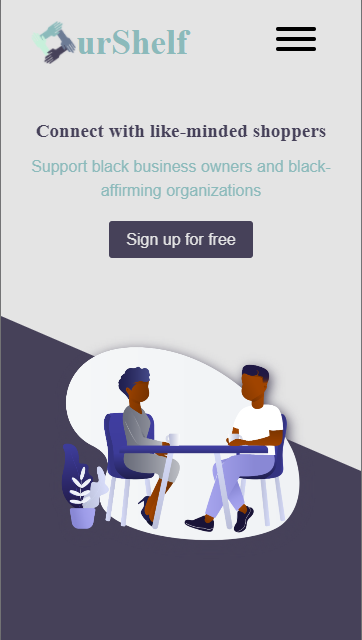 urShelf
Connect with like-minded shoppers
Support black business owners and black-
affirming organizations
Sign up for free